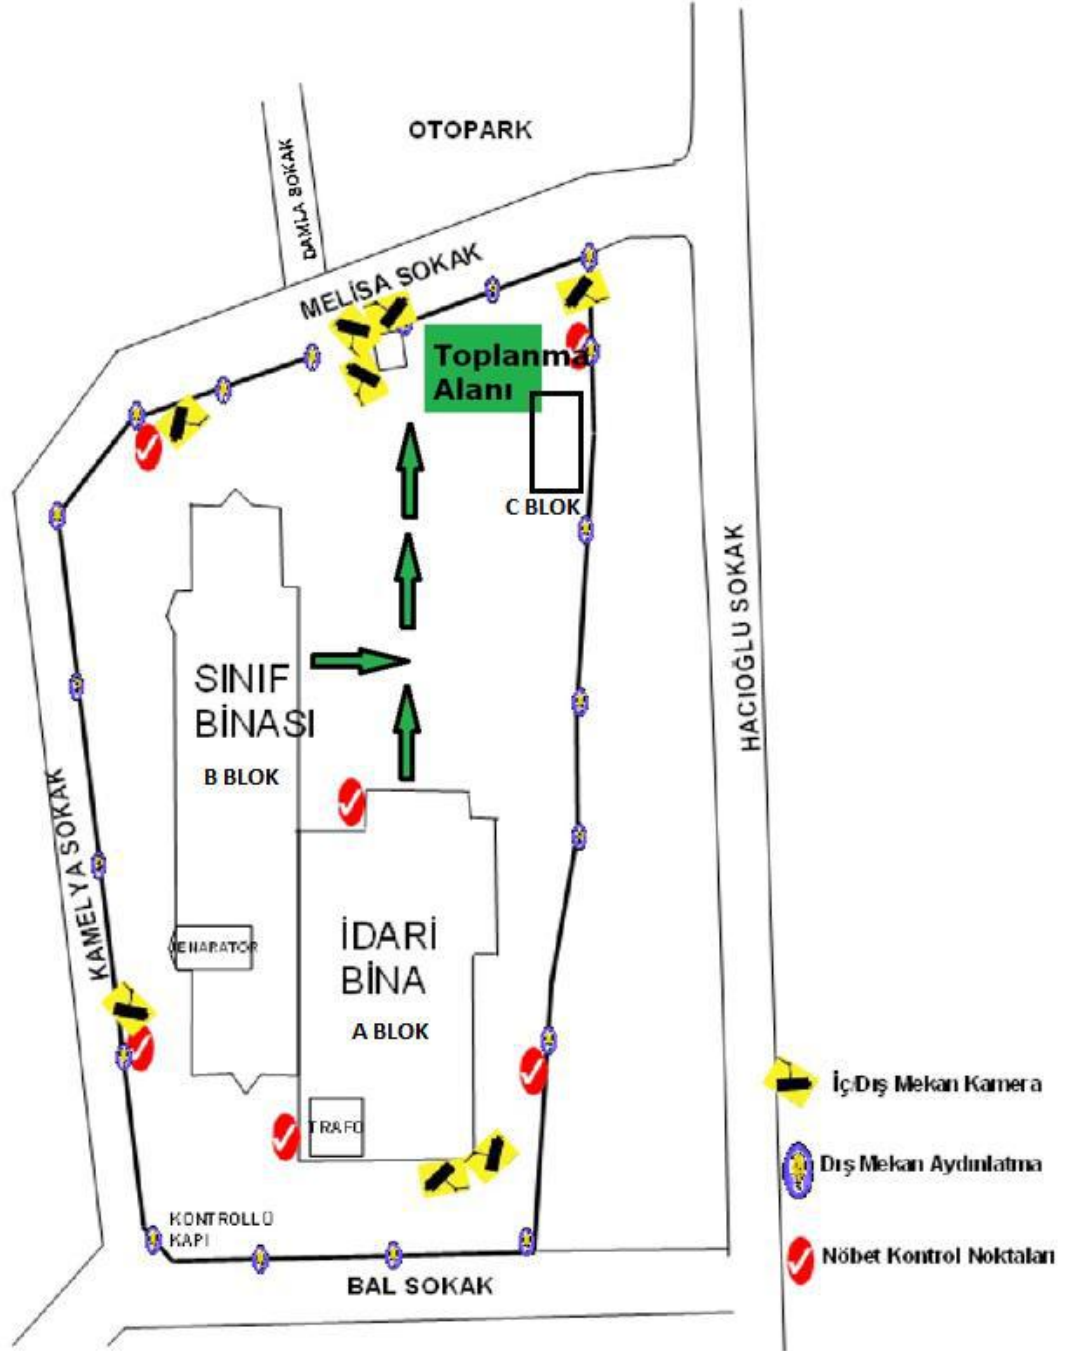 OTOPARK
DAMLA SOKAK
MELİSA SOKAK
Toplanma
Alanı
C BLOK
HACIOĞLU SOKAK
SINIF
BİNASI
B BLOK
KAMELYA SOKAK
JENARATÖR
İDARİ
BİNA
A BLOK
TRAFO
KONTROLLÜ
KAPI
BAL SOKAK
İç/Dış Mekan Kamera
Dış Mekan Aydınlatma
Nöbet Kontrol Noktaları